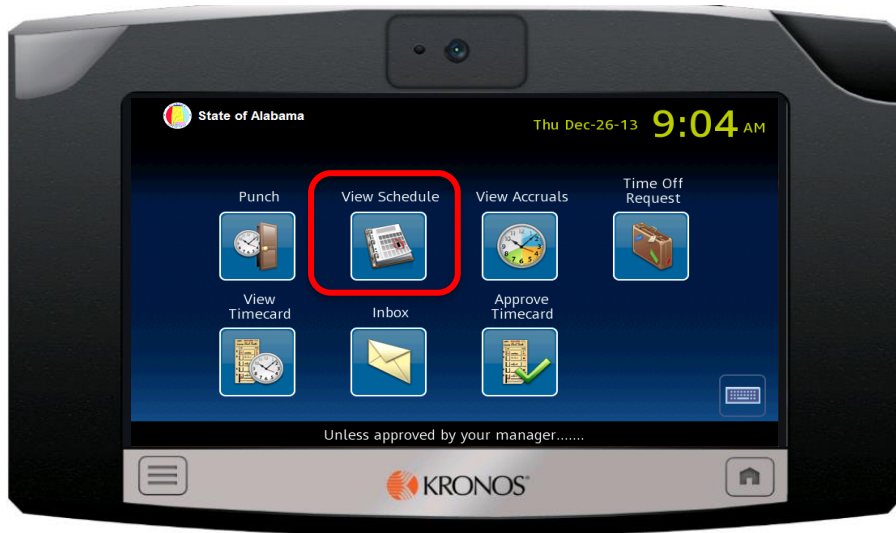 State of Alabama
Thu Dec-26-13 9:04 AM
Punch
View Schedule
View Accruals
Time Off
Request
View
Timecard
Inbox
Approve
Timecard
Unless approved by your manager.......
KRONOS®